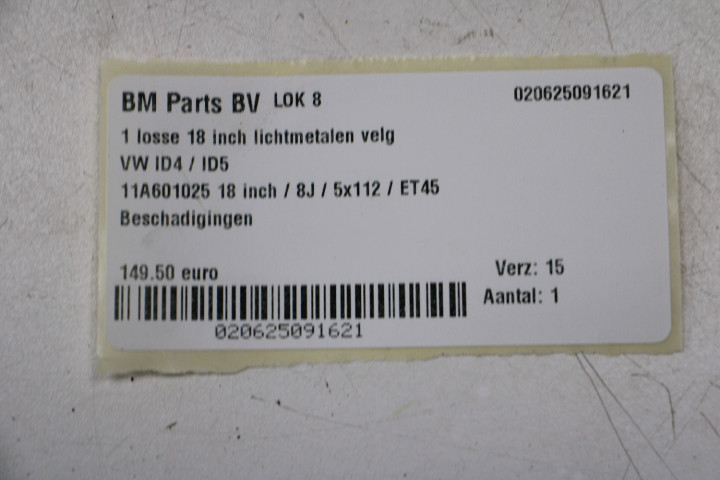 BM Parts BV LOK 8 020625091621
1 losse 18 inch lichtmetalen velg
VW ID4 / ID5
11A601025 18 inch / 8J / 5x112 / ET45
Beschadigingen
149.50 euro Verz: 15
Aantal: 1
020625091621